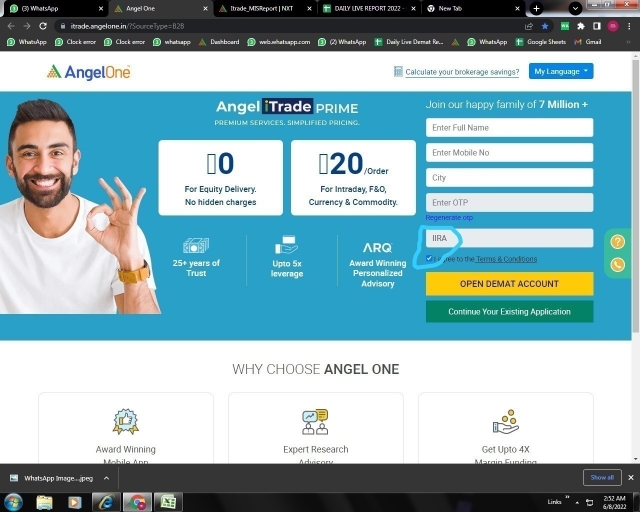 (3) WhatsApp
Angel One
Itrade_MISReport | NXT
DAILY LIVE REPORT 2022 -
New Tab
itrade.angelone.in/?SourceType=B2B
(3) WhatsApp
Clock error
Clock error
whatsapp
Dashboard
web.whatsapp.com
(2) WhatsApp
Daily Live Demat Re...
WhatsApp
Google Sheets
Gmail
AngelOne
Calculate your brokerage savings?
My Language
Angel iTrade PRIME
PREMIUM SERVICES. SIMPLIFIED PRICING.
0
For Equity Delivery.
No hidden charges
20/Order
For Intraday, F&O,
Currency & Commodity.
25+ years of
Trust
Upto 5x
leverage
ARQ
Award Winning
Personalized
Advisory
Join our happy family of 7 Million +
Enter Full Name
Enter Mobile No
City
Enter OTP
Regenerate otp
IIRA
I agree to the Terms & Conditions
OPEN DEMAT ACCOUNT
Continue Your Existing Application
WHY CHOOSE ANGEL ONE
Award Winning
Mobile App
Expert Research
Advisory
Get Upto 4X
Margin Funding
WhatsApp Image....jpeg
Show all
Links
2:52 AM
6/8/2022